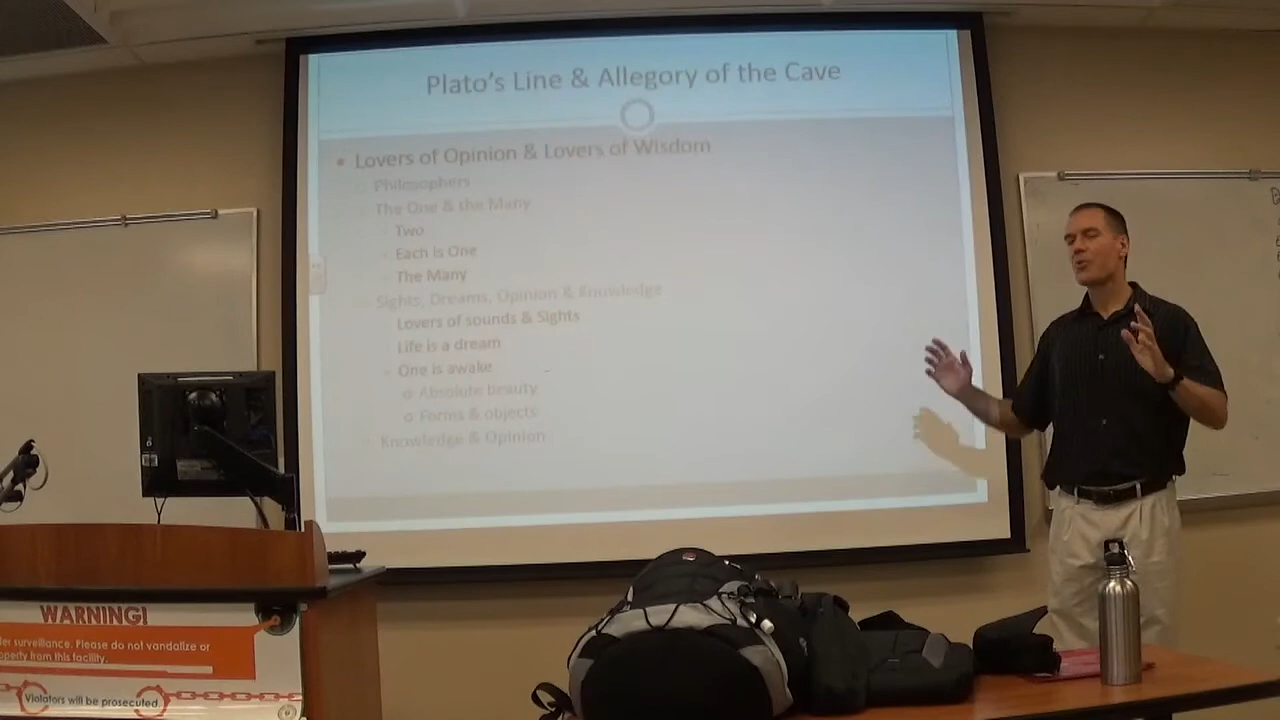 Plato's Line & Allegory of the Cave
Lovers of Opinion & Lovers of Wisdom
Philosophers
The One & the Many
Two
Each is One
The Many
Sights, Dreams, Opinion & Knowledge
Lovers of sounds & Sights
Life is a dream
One is awake
Absolute beauty
Forms & objects
Knowledge & Opinion
WARNING!
der surveillance. Please do not vandalize or
operty from this facility.
Violators will be prosecuted.